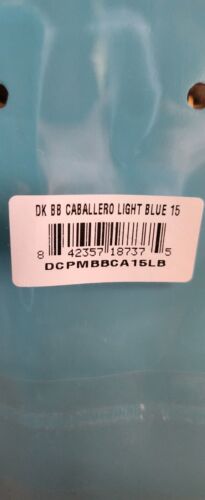 DK BB CABALLERO LIGHT BLUE 15
8 42357 18737 5
DCPMBBCA15LB